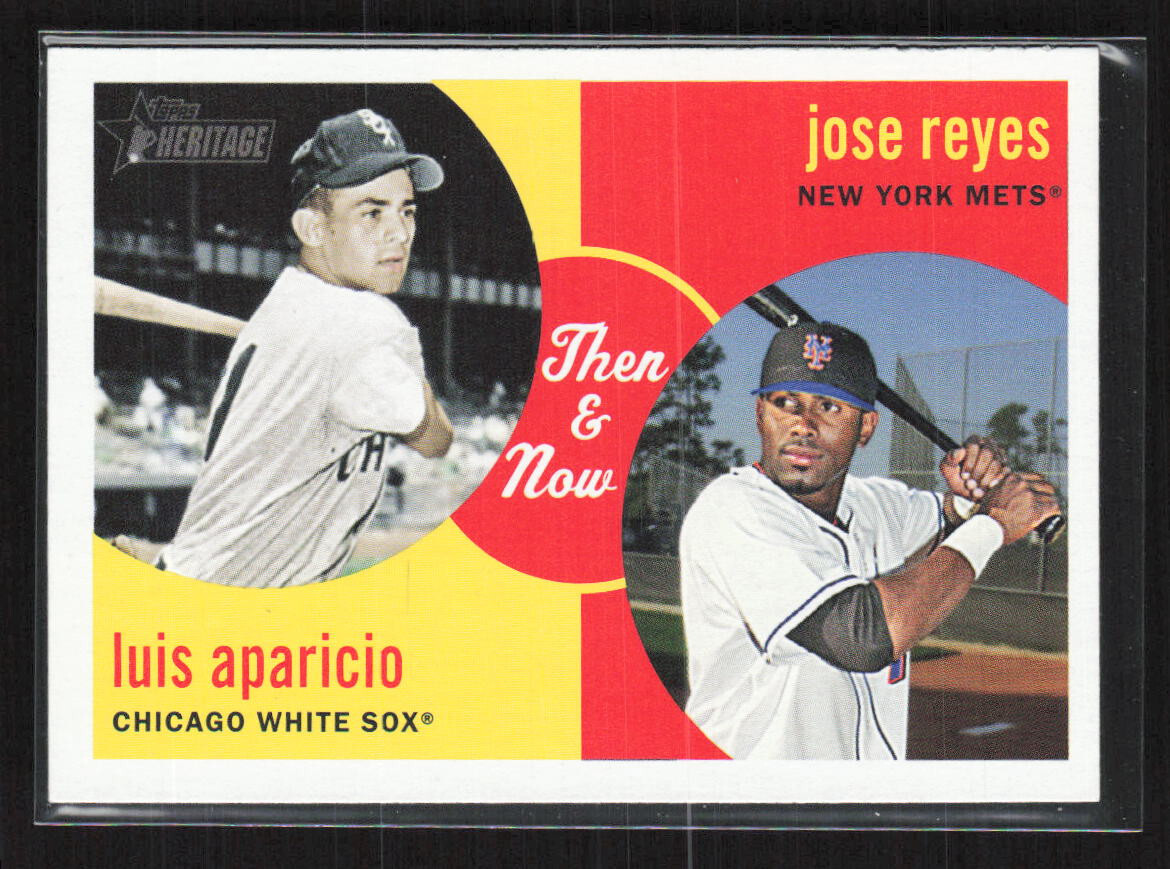 Topps
HERITAGE
jose reyes
NEW YORK METS®
Then
&
Now
luis aparicio
CHICAGO WHITE SOX®